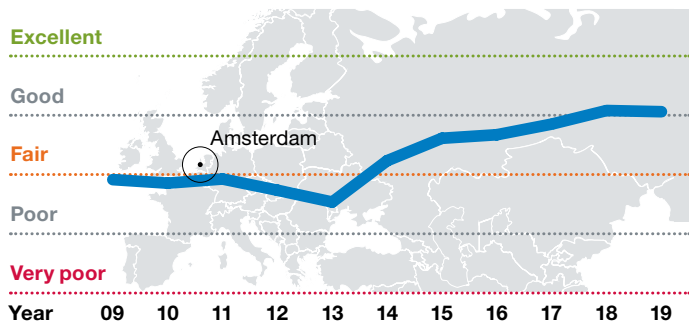 Excellent
Good
Amsterdam
Fair
Poor
Very poor
Year 09 10 11 12 13 14 15 16 17 18 19